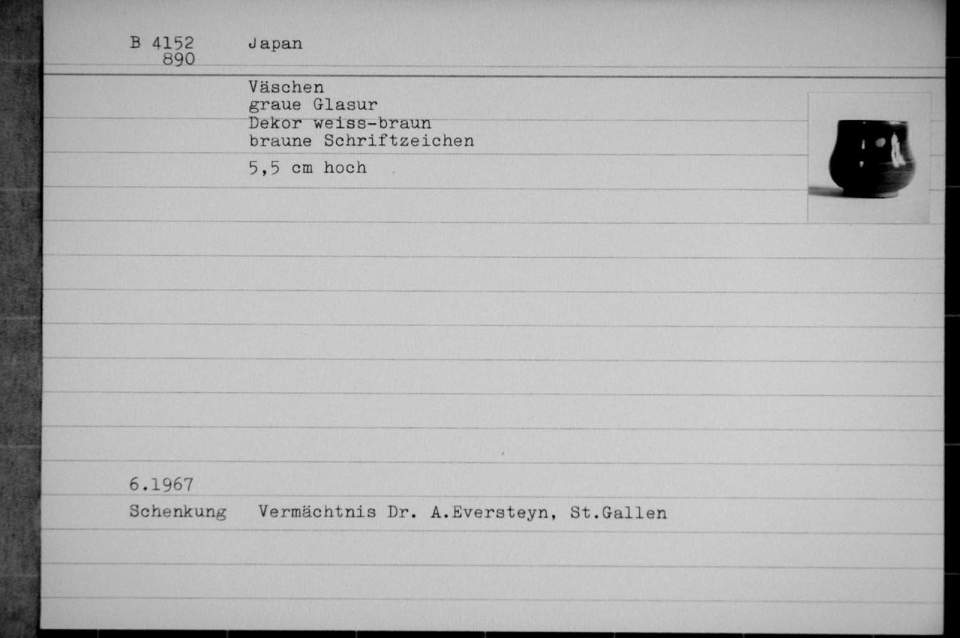 B 4152 Japan
890
Väschen
graue Glasur
Dekor weiss-braun
braune Schriftzeichen
5,5 cm hoch
6.1967
Schenkung Vermächtnis Dr. A.Eversteyn, St.Gallen